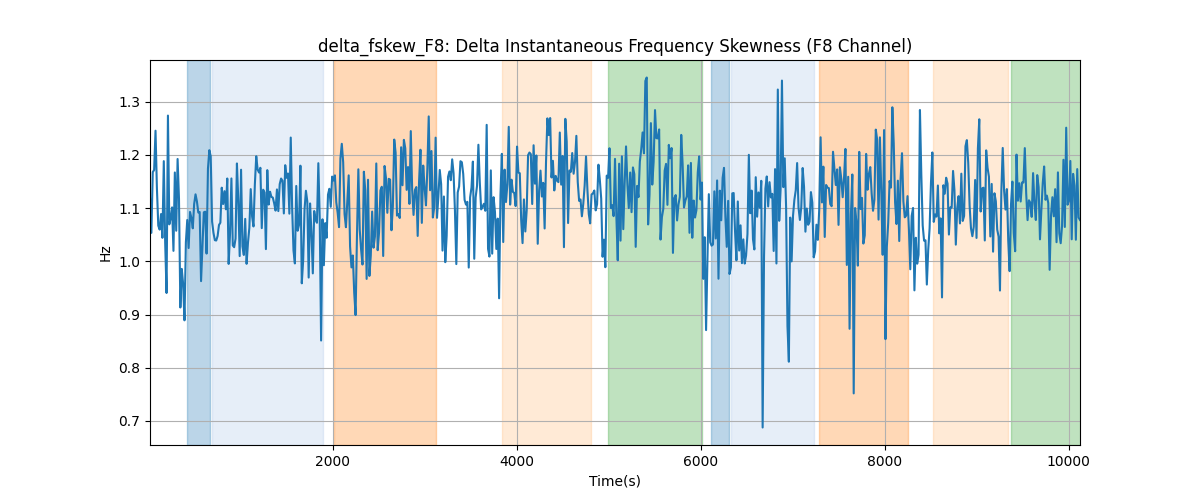 delta_fskew_F8: Delta Instantaneous Frequency Skewness (F8 Channel)
1.3
1.2
1.1
1.0
0.9
0.8
0.7
Hz
2000 4000 6000 8000 10000
Time(s)